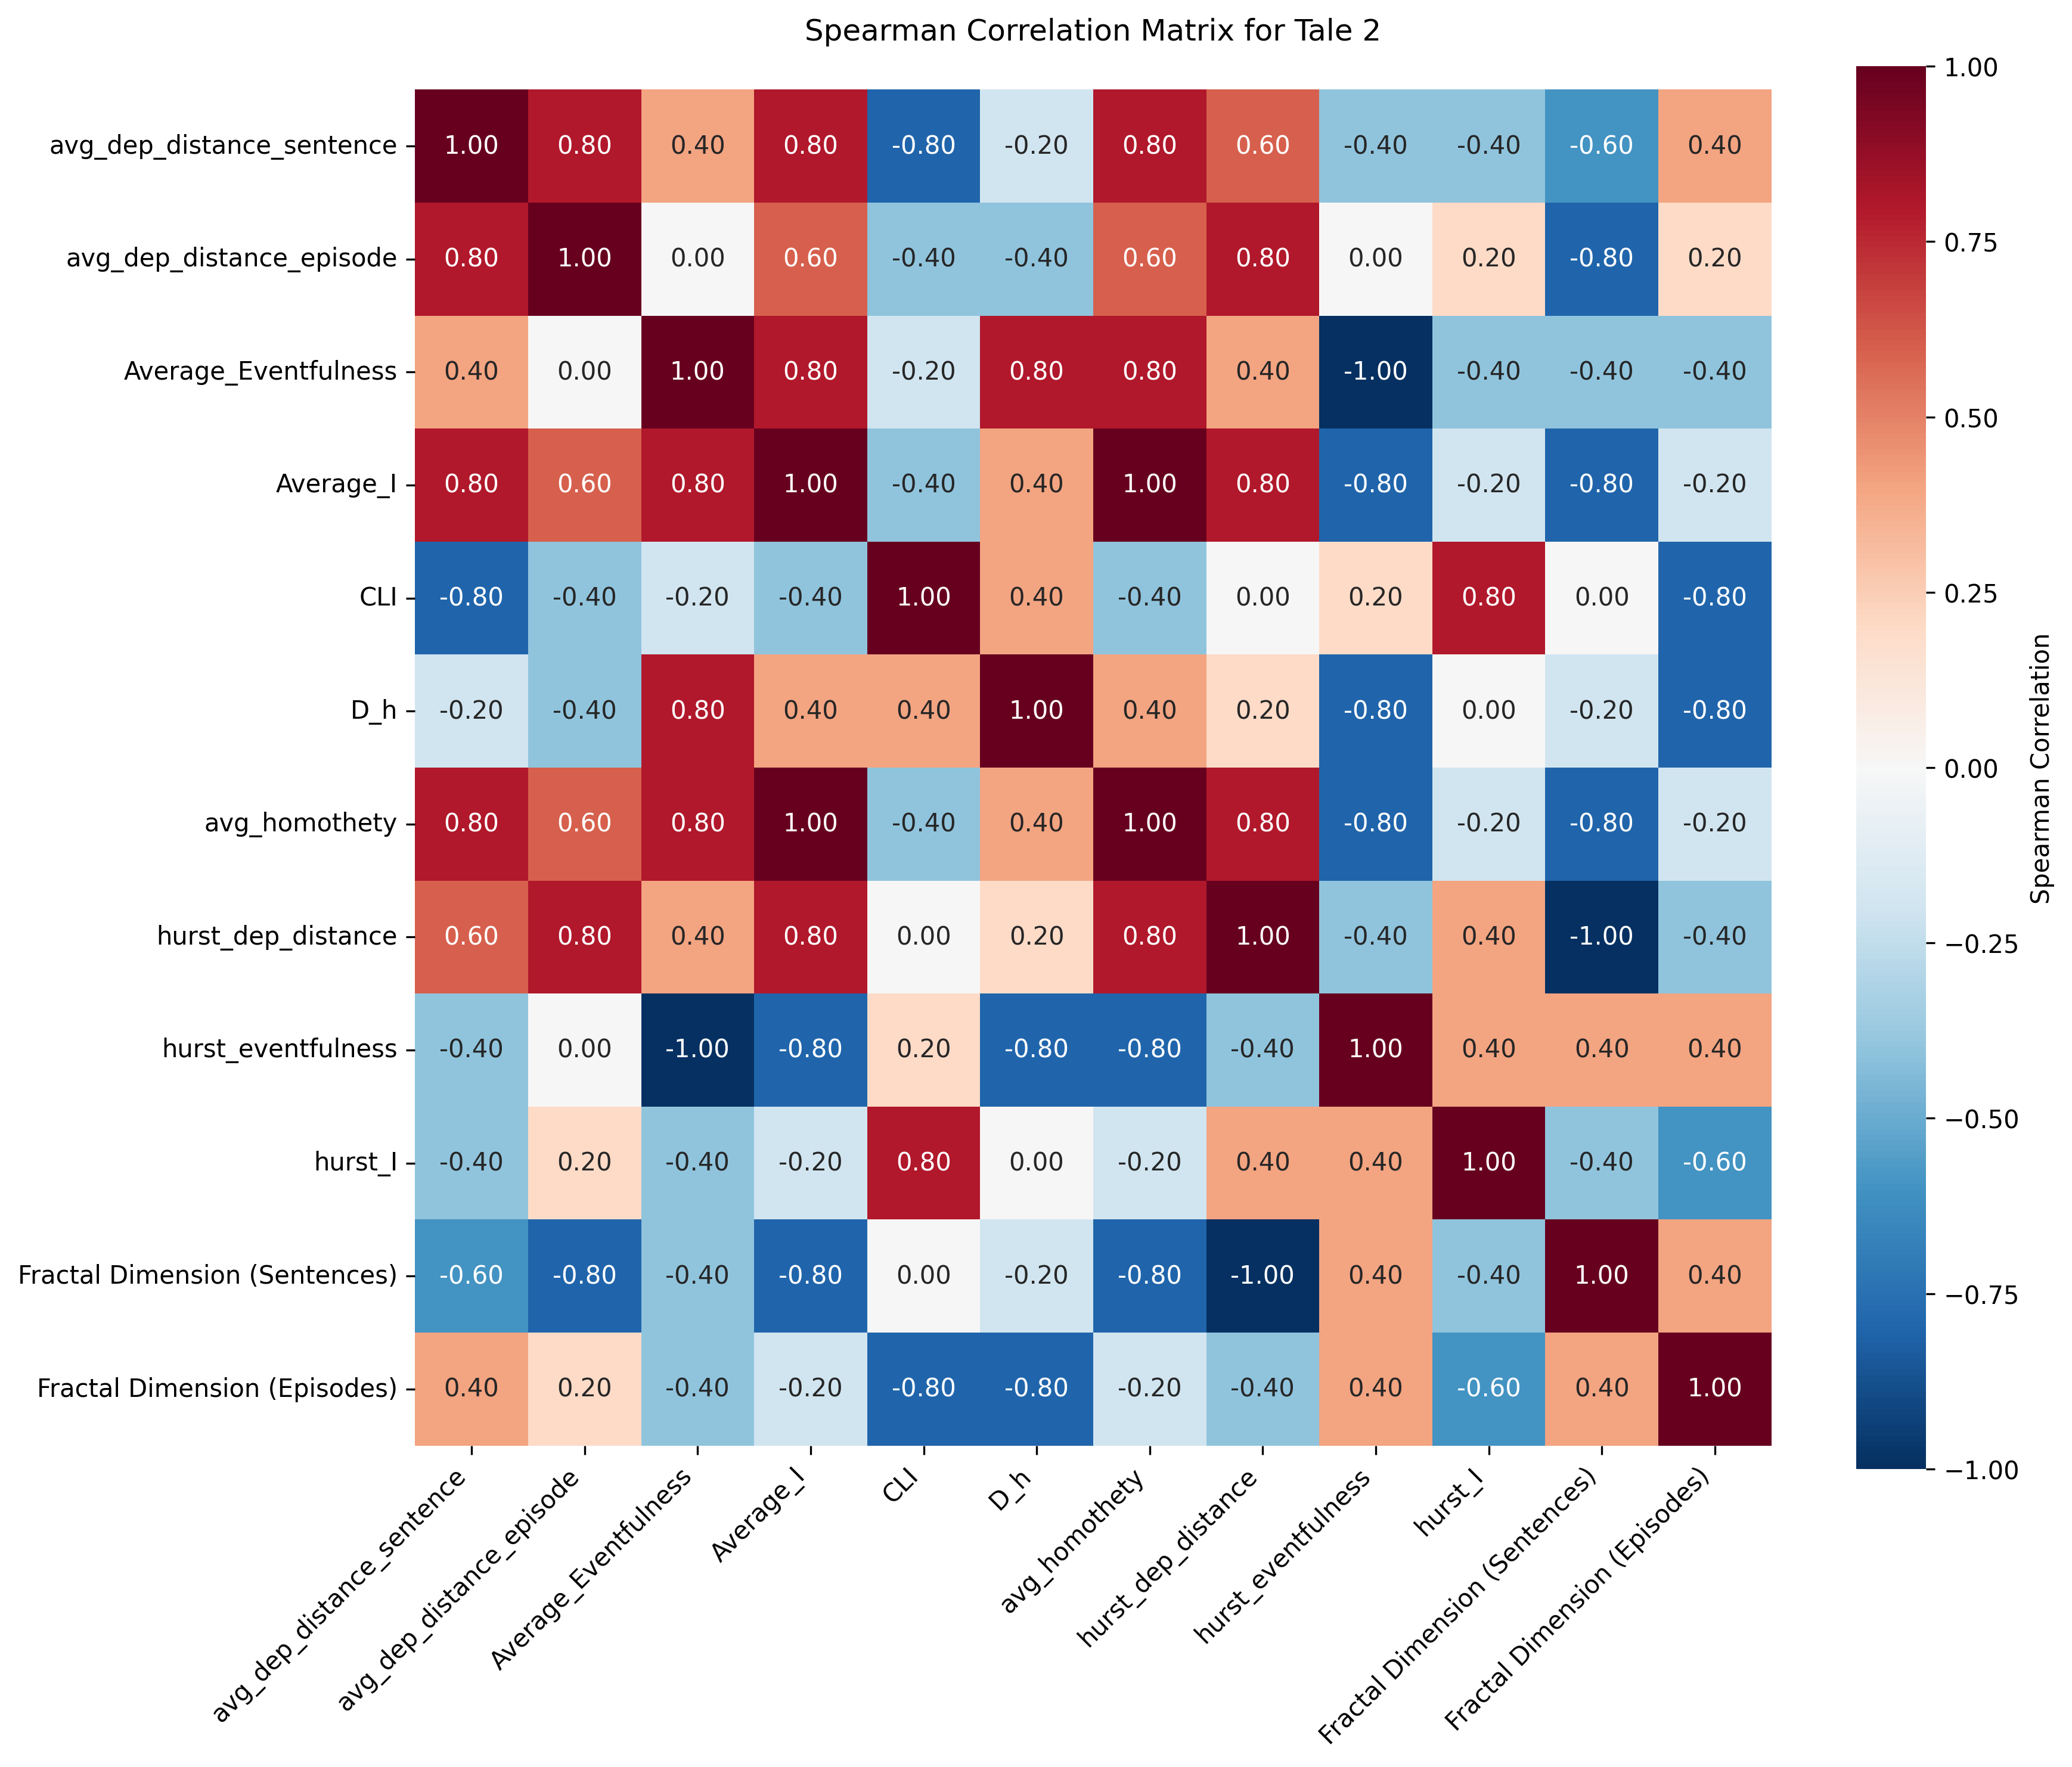 Spearman Correlation Matrix for Tale 2
avg_dep_distance_sentence 1.00 0.80 0.40 0.80 -0.80 -0.20 0.80 0.60 -0.40 -0.40 -0.60 0.40
avg_dep_distance_episode 0.80 1.00 0.00 0.60 -0.40 -0.40 0.60 0.80 0.00 0.20 -0.80 0.20
Average_Eventfulness 0.40 0.00 1.00 0.80 -0.20 0.80 0.80 0.40 -1.00 -0.40 -0.40 -0.40
Average_I 0.80 0.60 0.80 1.00 -0.40 0.40 1.00 0.80 -0.80 -0.20 -0.80 -0.20
CLI -0.80 -0.40 -0.20 -0.40 1.00 0.40 -0.40 0.00 0.20 0.80 0.00 -0.80
D_h -0.20 -0.40 0.80 0.40 0.40 1.00 0.40 0.20 -0.80 0.00 -0.20 -0.80
avg_homothety 0.80 0.60 0.80 1.00 -0.40 0.40 1.00 0.80 -0.80 -0.20 -0.80 -0.20
hurst_dep_distance 0.60 0.80 0.40 0.80 0.00 0.20 0.80 1.00 -0.40 0.40 -1.00 -0.40
hurst_eventfulness -0.40 0.00 -1.00 -0.80 0.20 -0.80 -0.80 -0.40 1.00 0.40 0.40 0.40
hurst_I -0.40 0.20 -0.40 -0.20 0.80 0.00 -0.20 0.40 0.40 1.00 -0.40 -0.60
Fractal Dimension (Sentences) -0.60 -0.80 -0.40 -0.80 0.00 -0.20 -0.80 -1.00 0.40 -0.40 1.00 0.40
Fractal Dimension (Episodes) 0.40 0.20 -0.40 -0.20 -0.80 -0.80 -0.20 -0.40 0.40 -0.60 0.40 1.00
avg_dep_distance_sentence
avg_dep_distance_episode
Average_Eventfulness
Average_I
CLI
D_h
avg_homothety
hurst_dep_distance
hurst_eventfulness
hurst_I
Fractal Dimension (Sentences)
Fractal Dimension (Episodes)
1.00
0.75
0.50
0.25
0.00
−0.25
−0.50
−0.75
−1.00
Spearman Correlation